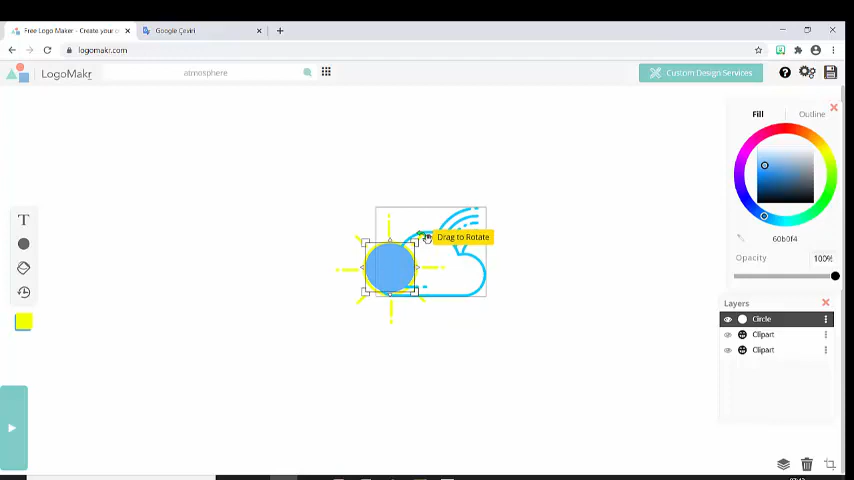 Free Logo Maker - Create your o
Google Çeviri
logomakr.com
LogoMakr
atmosphere
Custom Design Services
Fill
Outline
T
Drag to Rotate
60b0f4
Opacity
100%
Layers
Circle
Clipart
Clipart